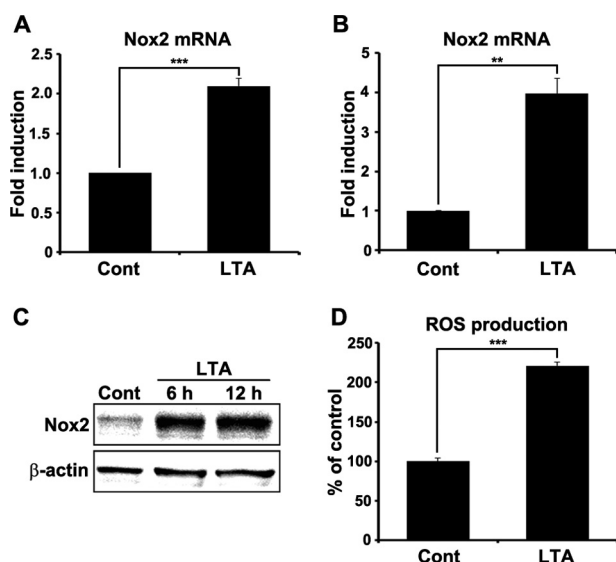 A
Nox2 mRNA
***
Fold induction
2.5
2.0
1.5
1.0
0.5
0
Cont LTA
B
Nox2 mRNA
**
Fold induction
5
4
3
2
1
0
Cont LTA
C
LTA
Cont 6 h 12 h
Nox2
β-actin
D
ROS production
***
% of control
250
200
150
100
50
0
Cont LTA